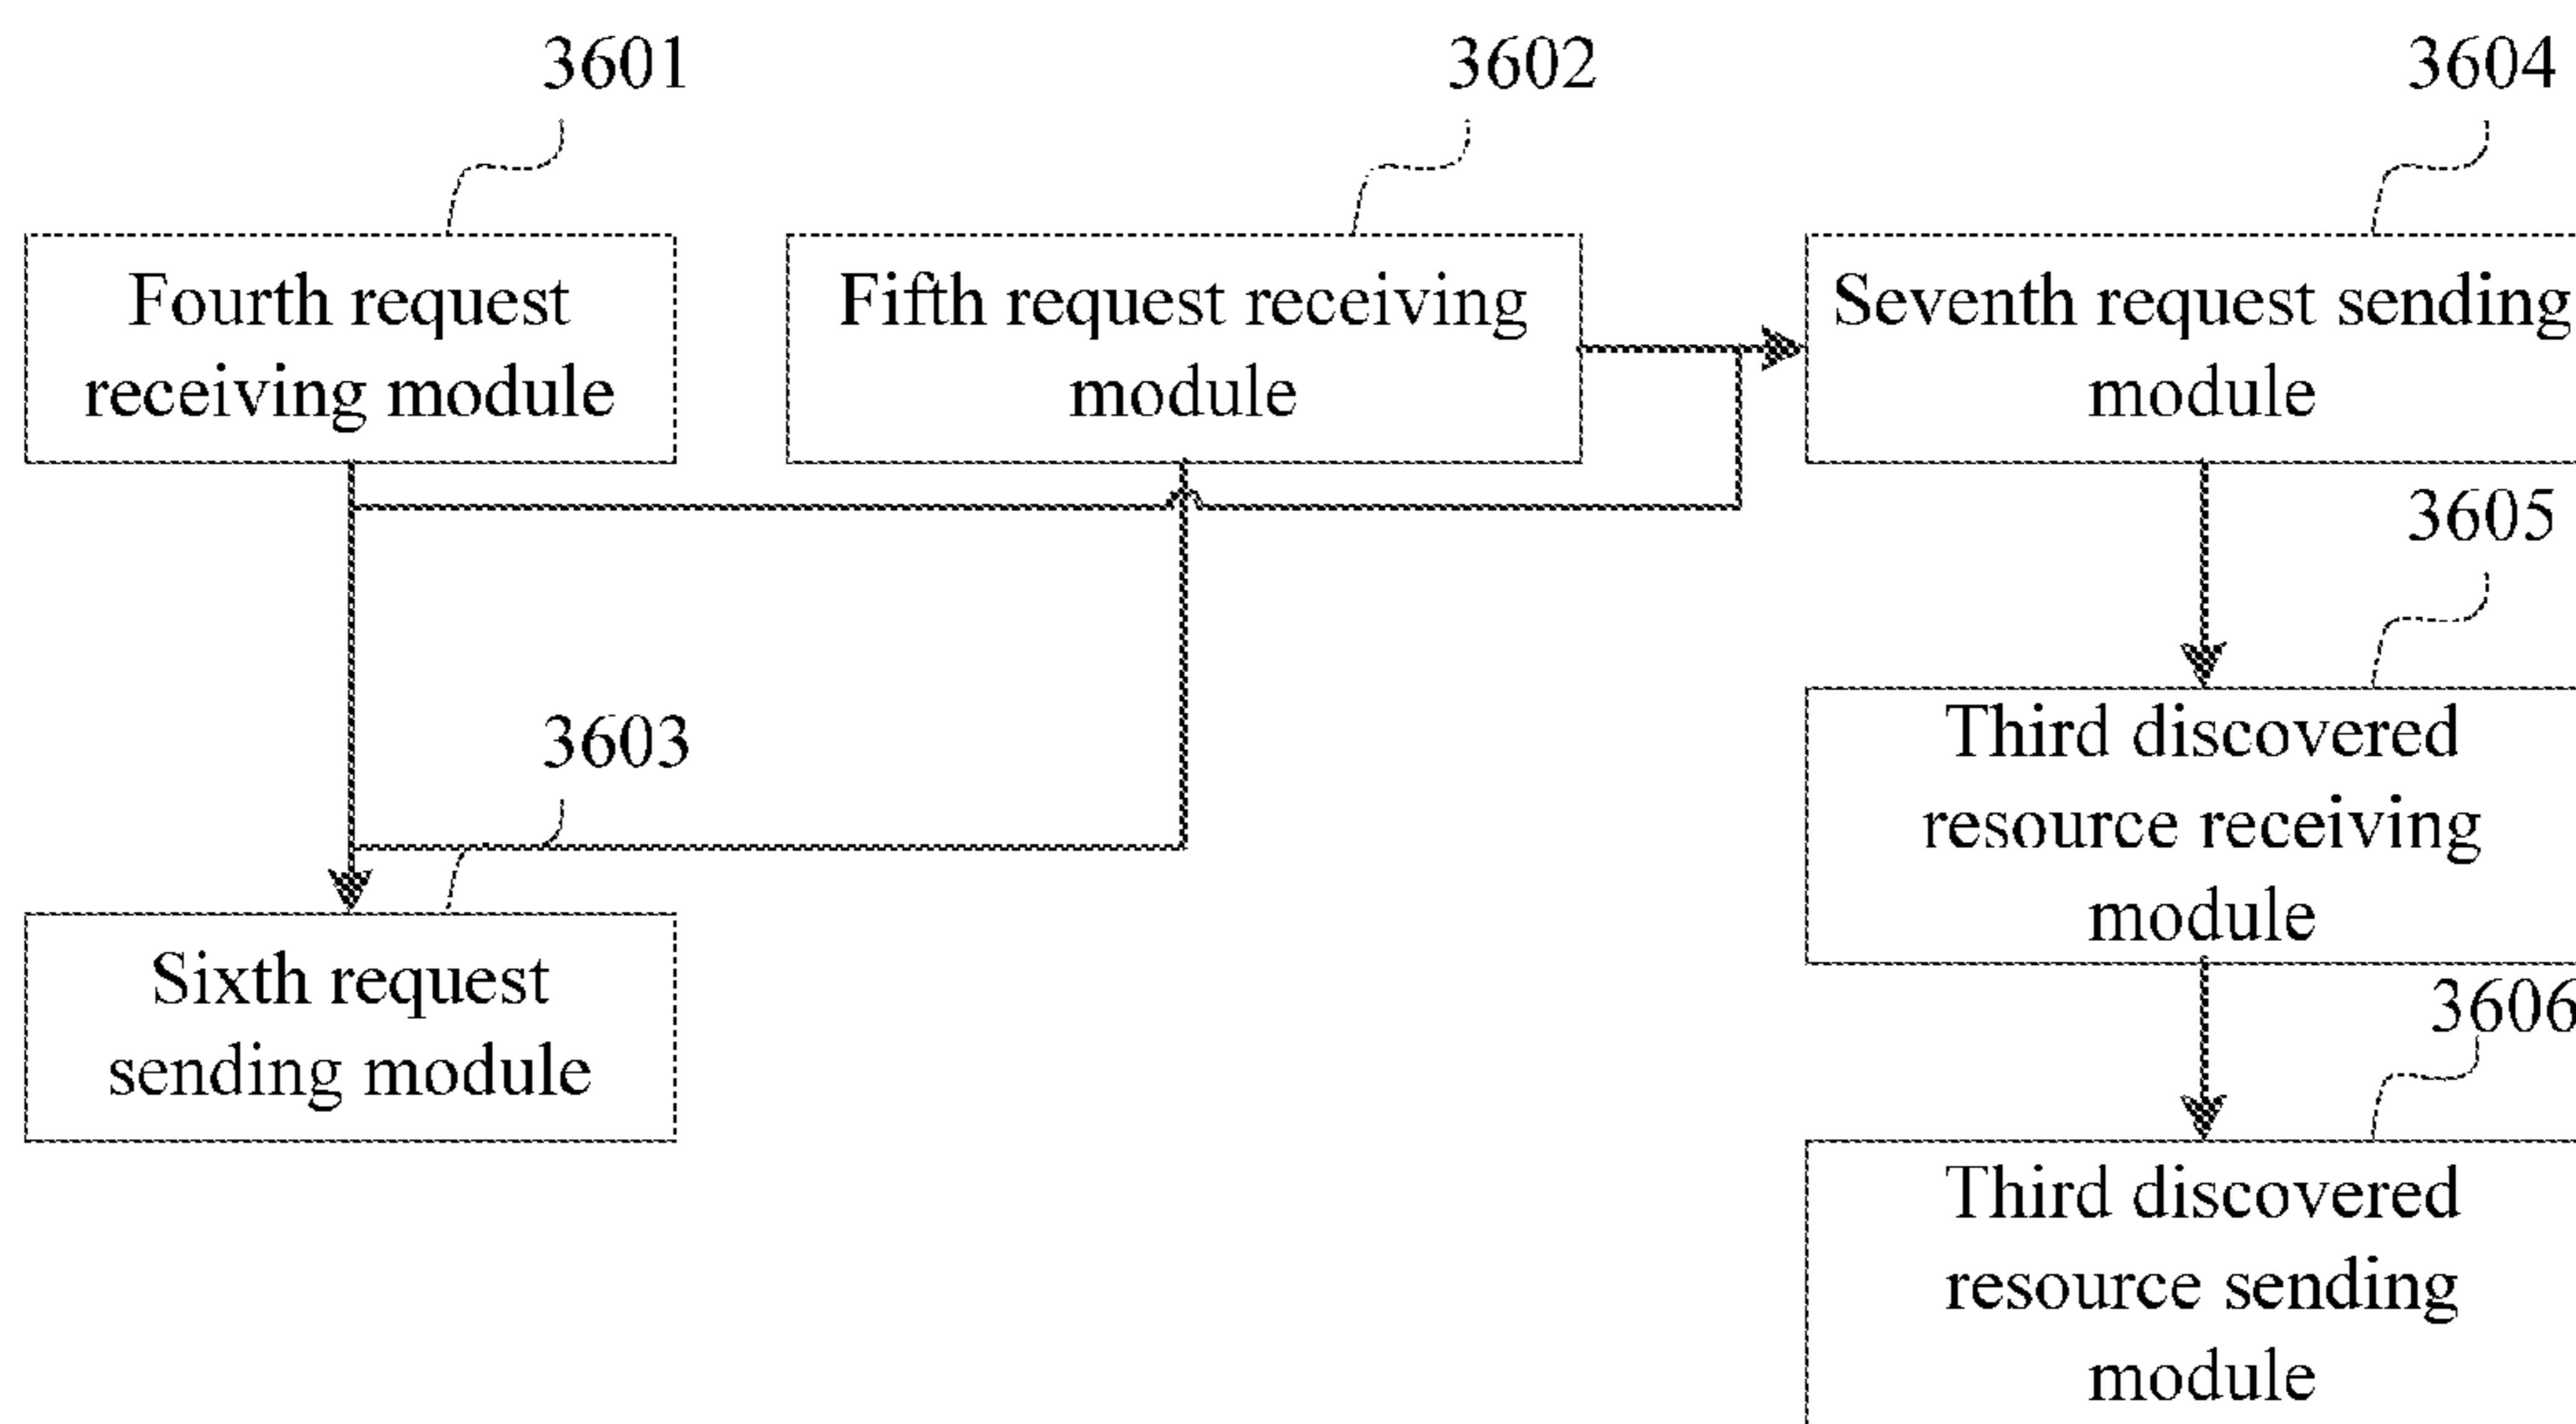 3601
3602
3604
Fourth request
receiving module
Fifth request receiving
module
Seventh request sending
module
3605
3603
Third discovered
resource receiving
module
Sixth request
sending module
3606
Third discovered
resource sending
module